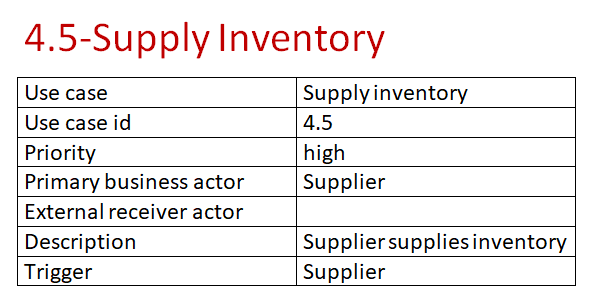 4.5-Supply Inventory
Use case Supply inventory
Use case id 4.5
Priority high
Primary business actor Supplier
External receiver actor
Description Supplier supplies inventory
Trigger Supplier